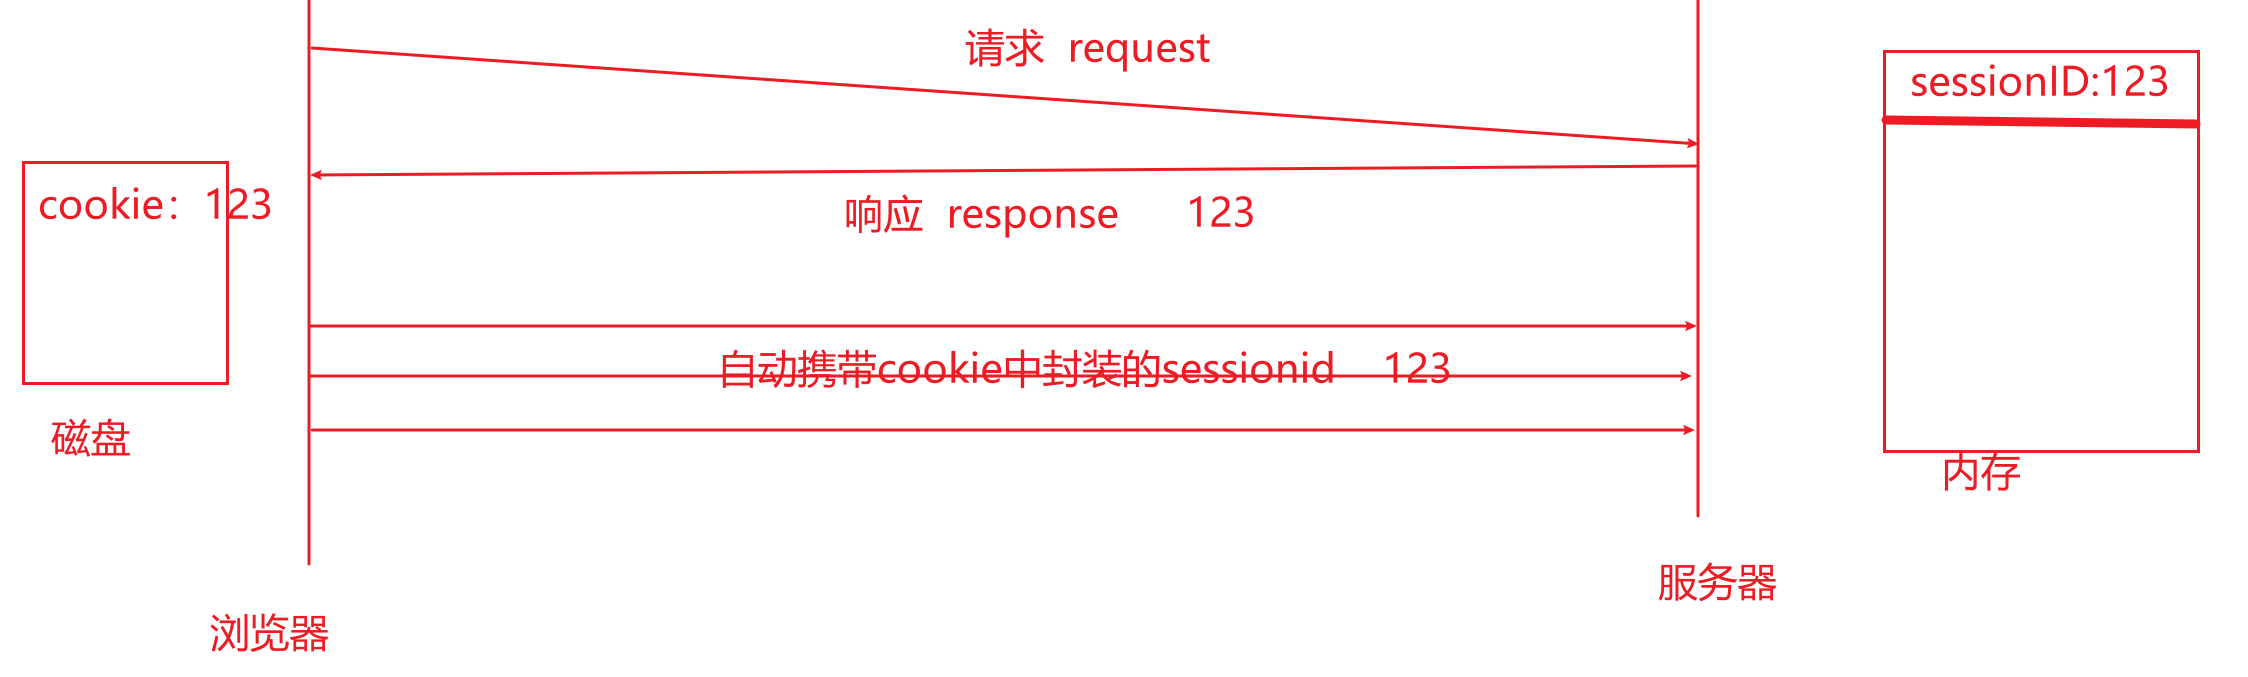 请求 request
sessionID:123
cookie：123
响应 response 123
自动携带cookie中封装的sessionid 123
磁盘
内存
服务器
浏览器